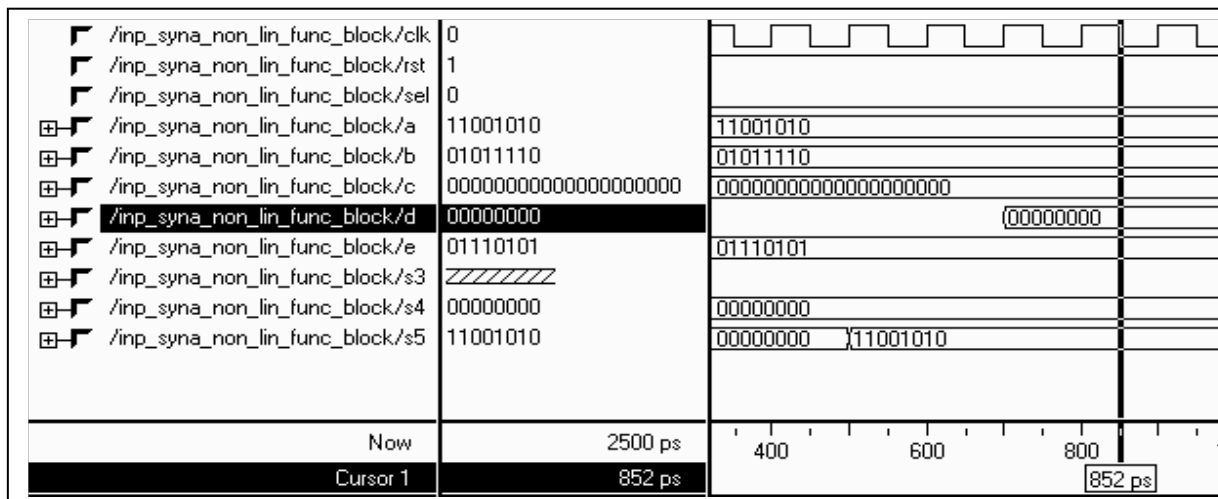 /inp_syna_non_lin_func_block/clk 0
/inp_syna_non_lin_func_block/rst 1
/inp_syna_non_lin_func_block/sel 0
/inp_syna_non_lin_func_block/a 11001010 11001010
/inp_syna_non_lin_func_block/b 01011110 01011110
/inp_syna_non_lin_func_block/c 00000000000000000000 00000000000000000000
/inp_syna_non_lin_func_block/d 00000000 00000000
/inp_syna_non_lin_func_block/e 01110101 01110101
/inp_syna_non_lin_func_block/s3
/inp_syna_non_lin_func_block/s4 00000000 00000000
/inp_syna_non_lin_func_block/s5 11001010 00000000 11001010
Now 2500 ps 400 600 800
Cursor 1 852 ps 852 ps